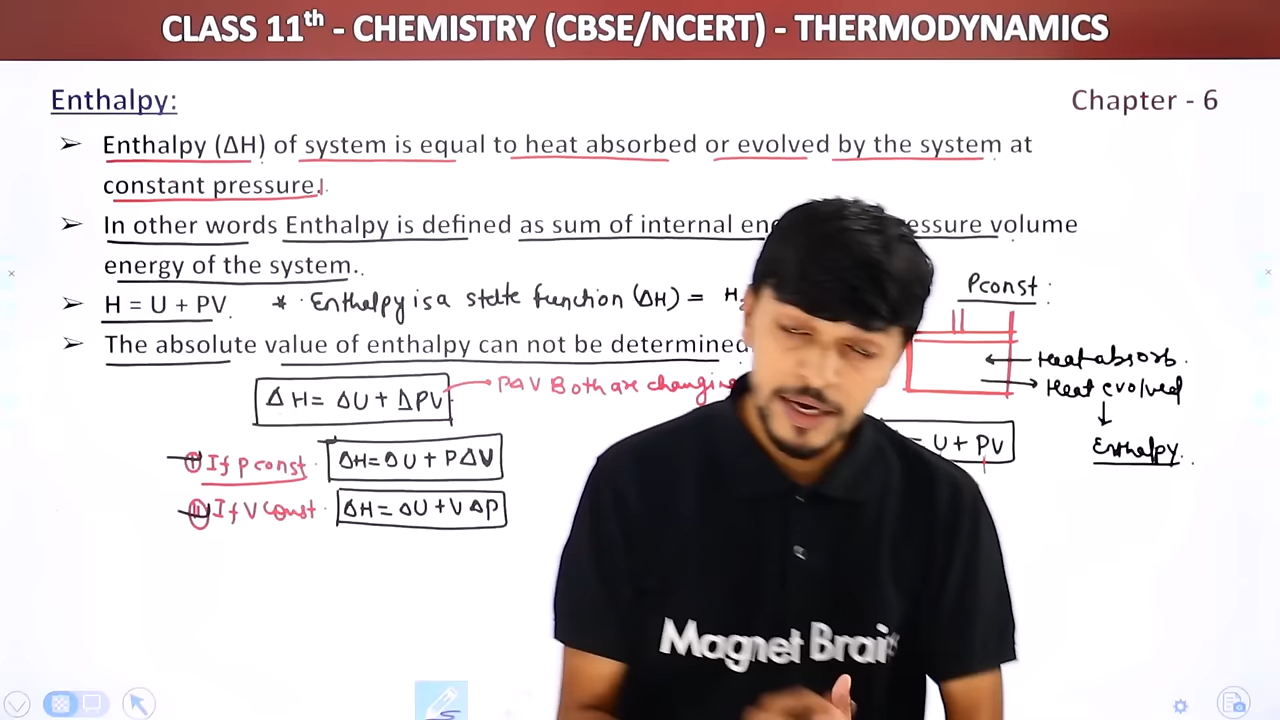 CLASS 11th - CHEMISTRY (CBSE/NCERT) - THERMODYNAMICS
Enthalpy:
Chapter - 6
➢ Enthalpy (ΔH) of system is equal to heat absorbed or evolved by the system at
constant pressure.
➢ In other words Enthalpy is defined as sum of internal volume
energy of the system.
➢ H = U + PV * Enthalpy is a state function (ΔH) = H
Pconst
➢ The absolute value of enthalpy can not be determined
Heat absorb.
Heat evolved
ΔH = ΔU + ΔPV → P&V Both are changing
U + PV
Enthalpy
① If P const ΔH = ΔU + PΔV
② If V Const ΔH = ΔU + VΔP
Magnet